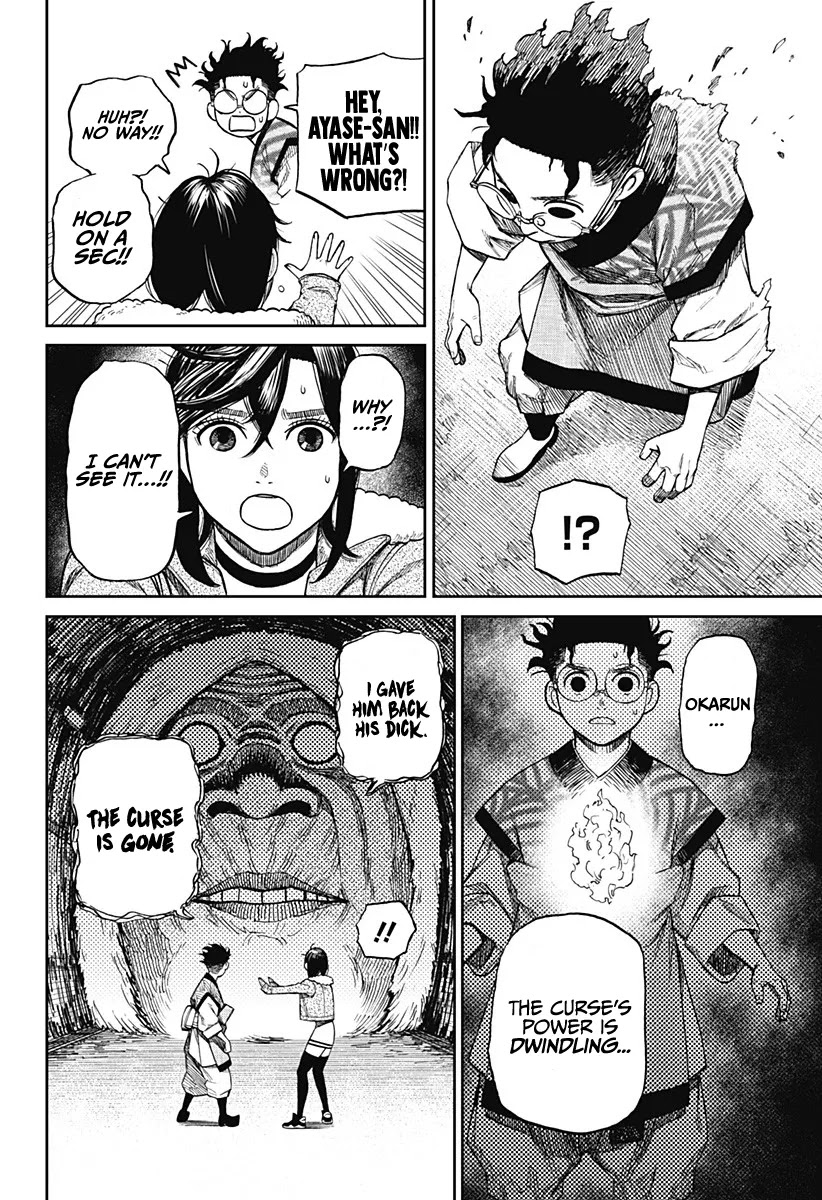 !?
HEY,
AYASE-SAN!!
WHAT'S
WRONG?!
HUH?!
NO WAY!!
HOLD
ON A
SEC!!
WHY
...?!
I CAN'T
SEE IT...!!
OKARUN
...
THE CURSE'S
POWER IS
DWINDLING...
I GAVE
HIM BACK
HIS DICK.
THE CURSE
IS GONE.
!!